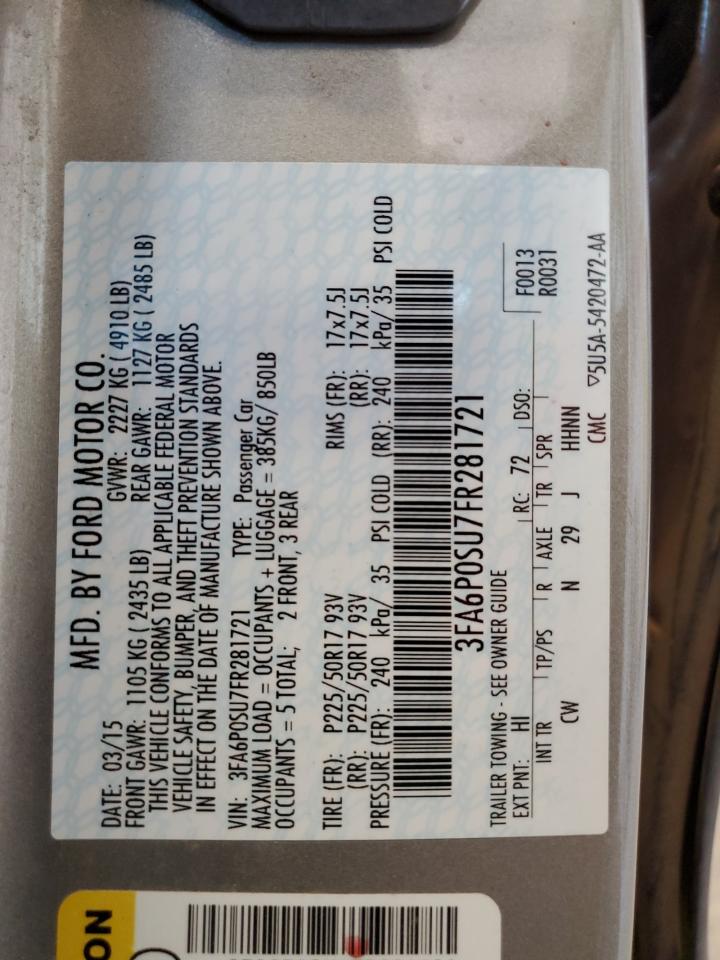 MFD. BY FORD MOTOR CO.
DATE: 03/15 GVWR: 2227 KG ( 4910 LB)
FRONT GAWR: 1105 KG ( 2435 LB) REAR GAWR: 1127 KG ( 2485 LB)
THIS VEHICLE CONFORMS TO ALL APPLICABLE FEDERAL MOTOR
VEHICLE SAFETY, BUMPER, AND THEFT PREVENTION STANDARDS
IN EFFECT ON THE DATE OF MANUFACTURE SHOWN ABOVE.
VIN: 3FA6P0SU7FR281721 TYPE: Passenger Car
MAXIMUM LOAD = OCCUPANTS + LUGGAGE = 385KG/ 850LB
OCCUPANTS = 5 TOTAL; 2 FRONT, 3 REAR
TIRE (FR): P225/50R17 93V RIMS (FR): 17x7.5J
(RR): P225/50R17 93V (RR): 17x7.5J
PRESSURE (FR): 240 kPa/ 35 PSI COLD (RR): 240 kPa/ 35 PSI COLD
3FA6P0SU7FR281721
TRAILER TOWING - SEE OWNER GUIDE
EXT PNT: HI RC: 72 DSO: F0013
INT TR TP/PS R AXLE TR SPR R0031
CW N 29 J HHNN
CMC ▽5U5A-5420472-AA
ON